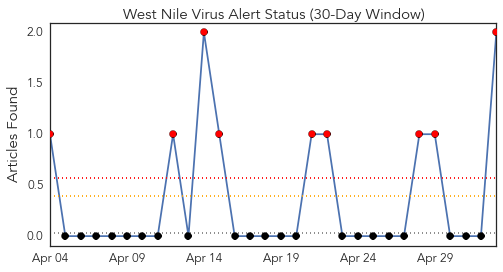 West Nile Virus Alert Status (30-Day Window)
Articles Found
2.0
1.5
1.0
0.5
0.0
Apr 04 Apr 09 Apr 14 Apr 19 Apr 24 Apr 29